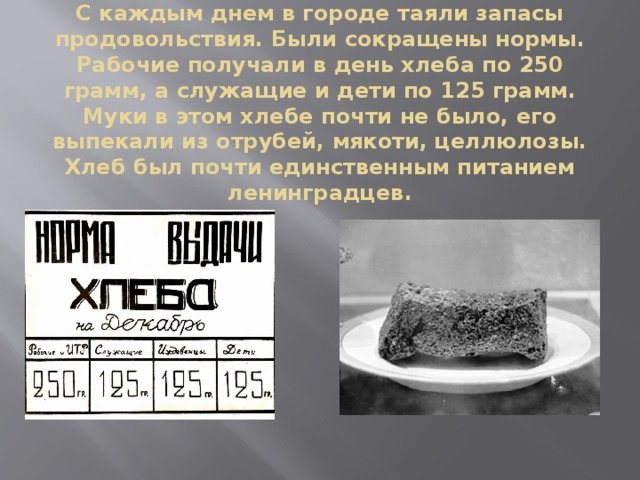 С каждым днем в городе таяли запасы
продовольствия. Были сокращены нормы.
Рабочие получали в день хлеба по 250
грамм, а служащие и дети по 125 грамм.
Муки в этом хлебе почти не было, его
выпекали из отрубей, мякоти, целлюлозы.
Хлеб был почти единственным питанием
ленинградцев.
НОРМА ВЫДАЧИ
ХЛЕБА
на Декабрь
Рабочие и ИТР Служащие Иждевенцы Дети
250 гр. 125 гр. 125 гр. 125 гр.